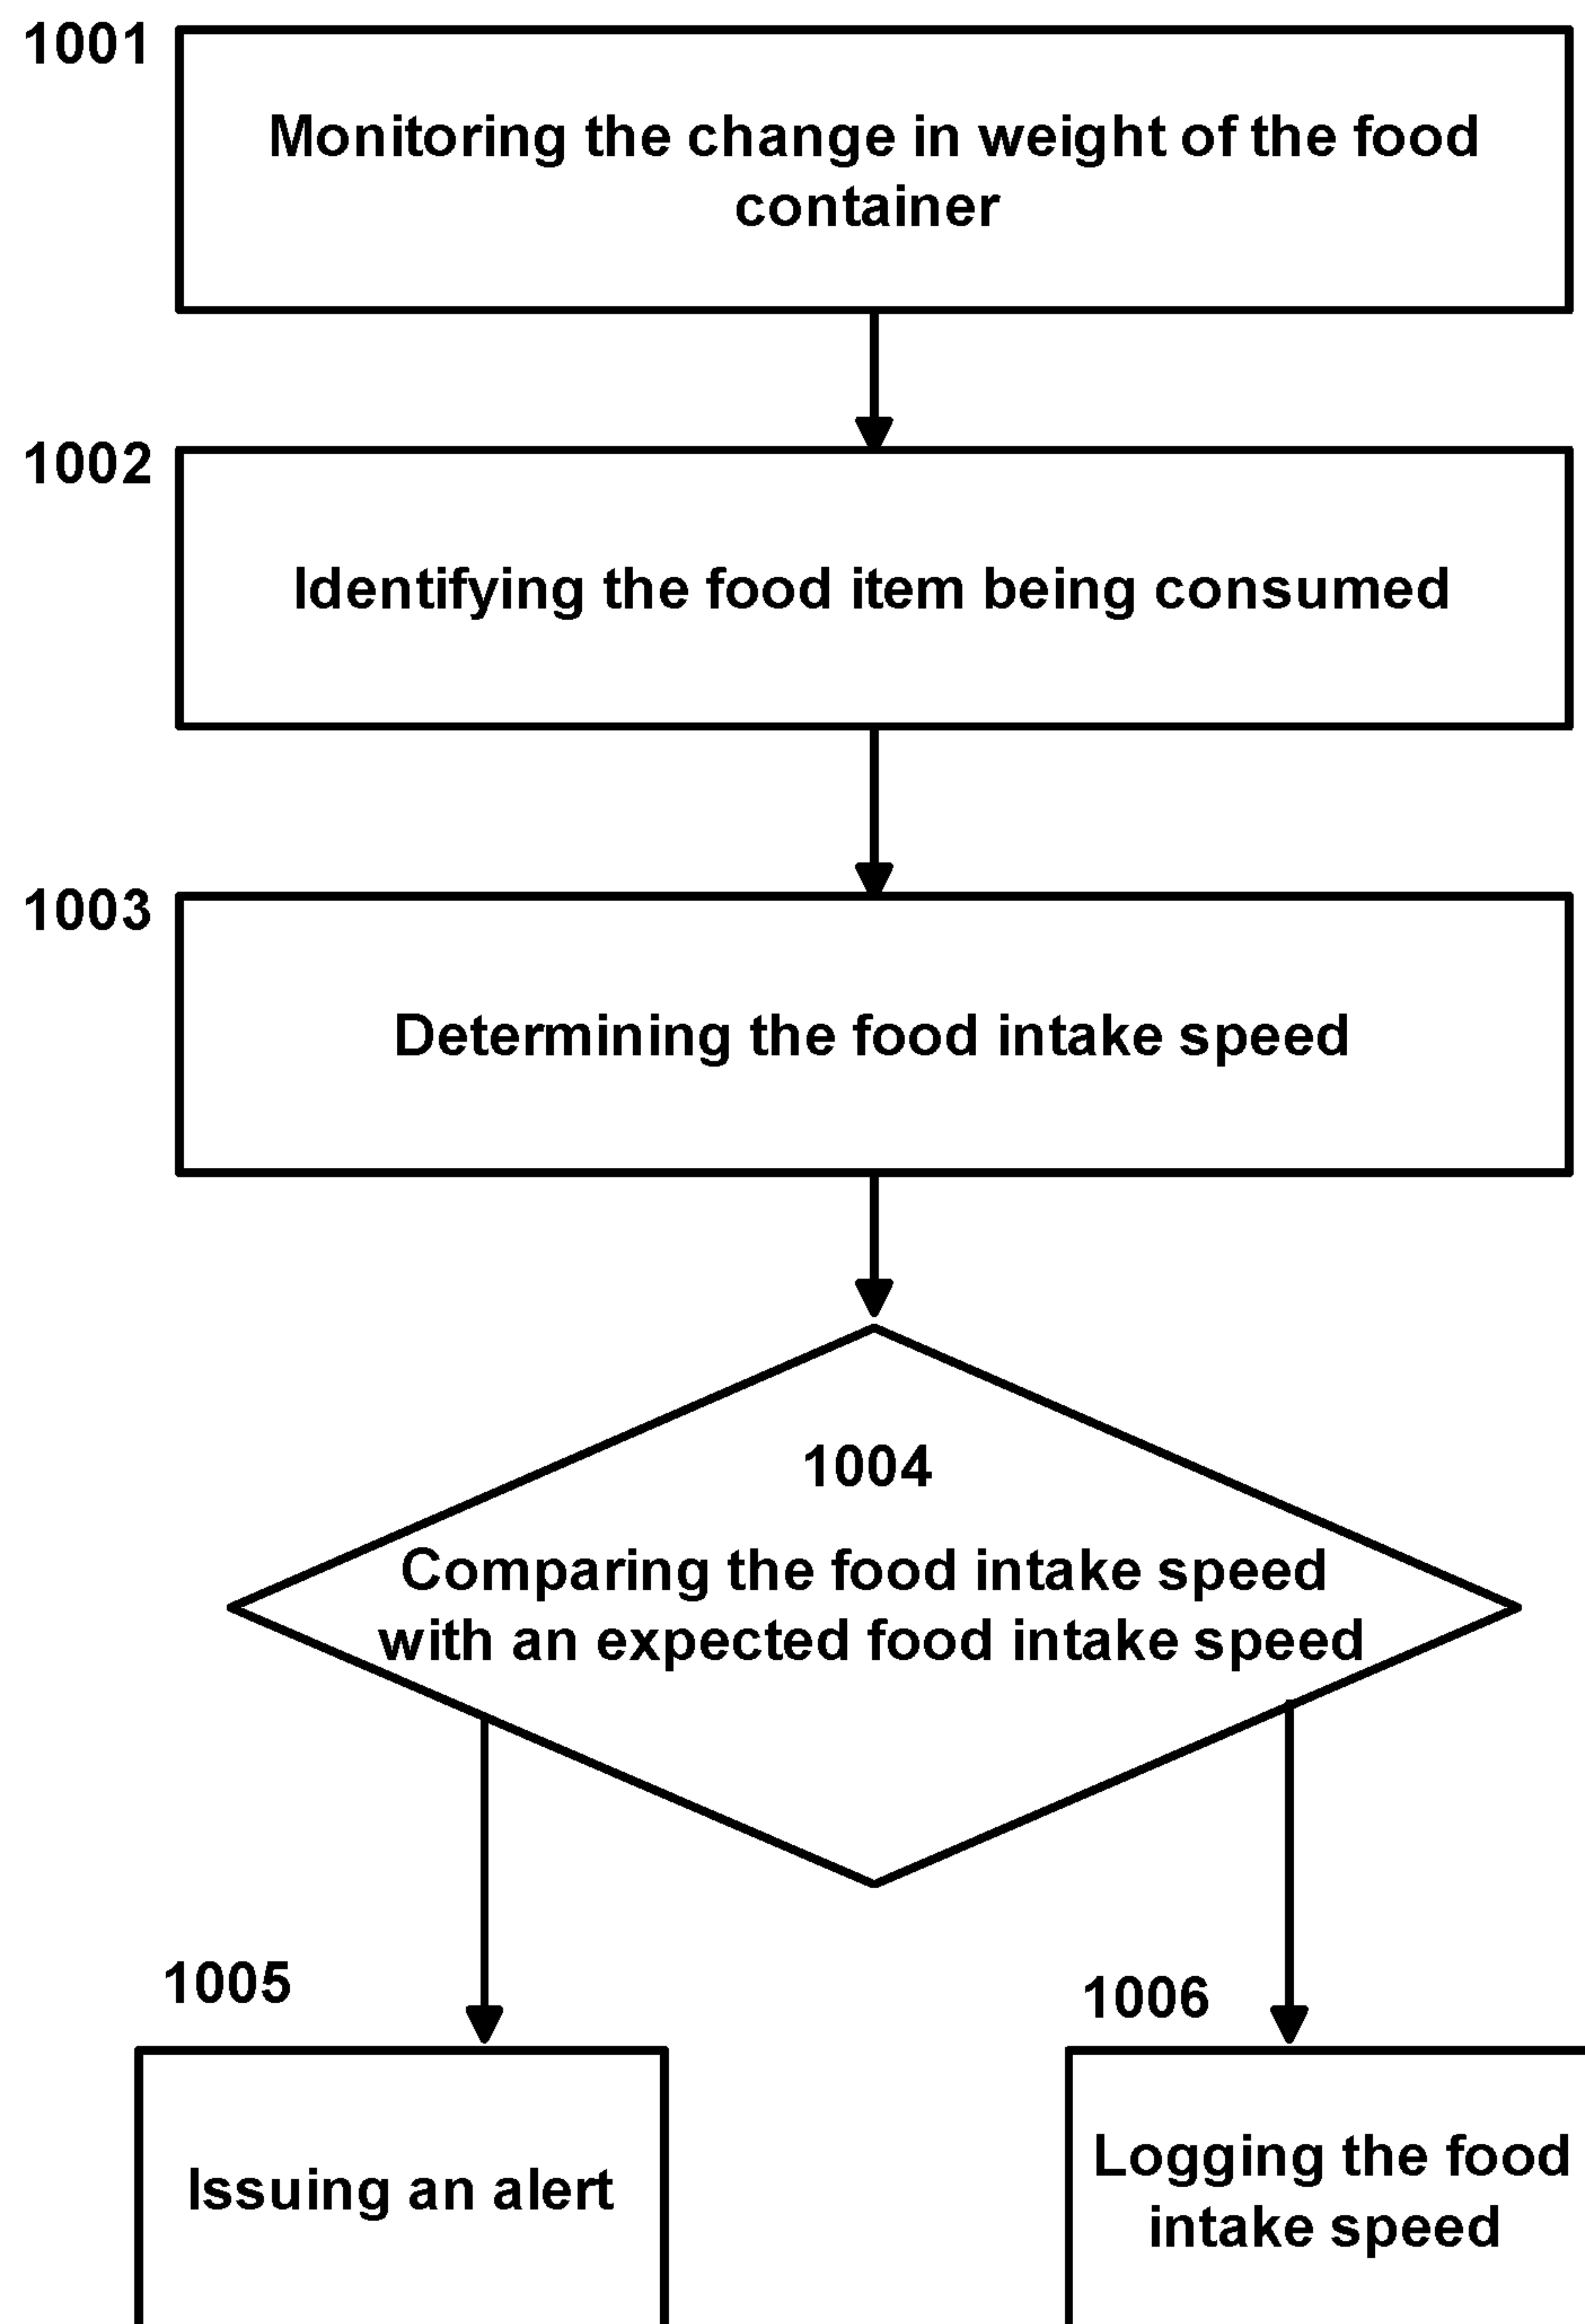 1001
Monitoring the change in weight of the food
container
1002
Identifying the food item being consumed
1003
Determining the food intake speed
1004
Comparing the food intake speed
with an expected food intake speed
1005
Issuing an alert
1006
Logging the food
intake speed